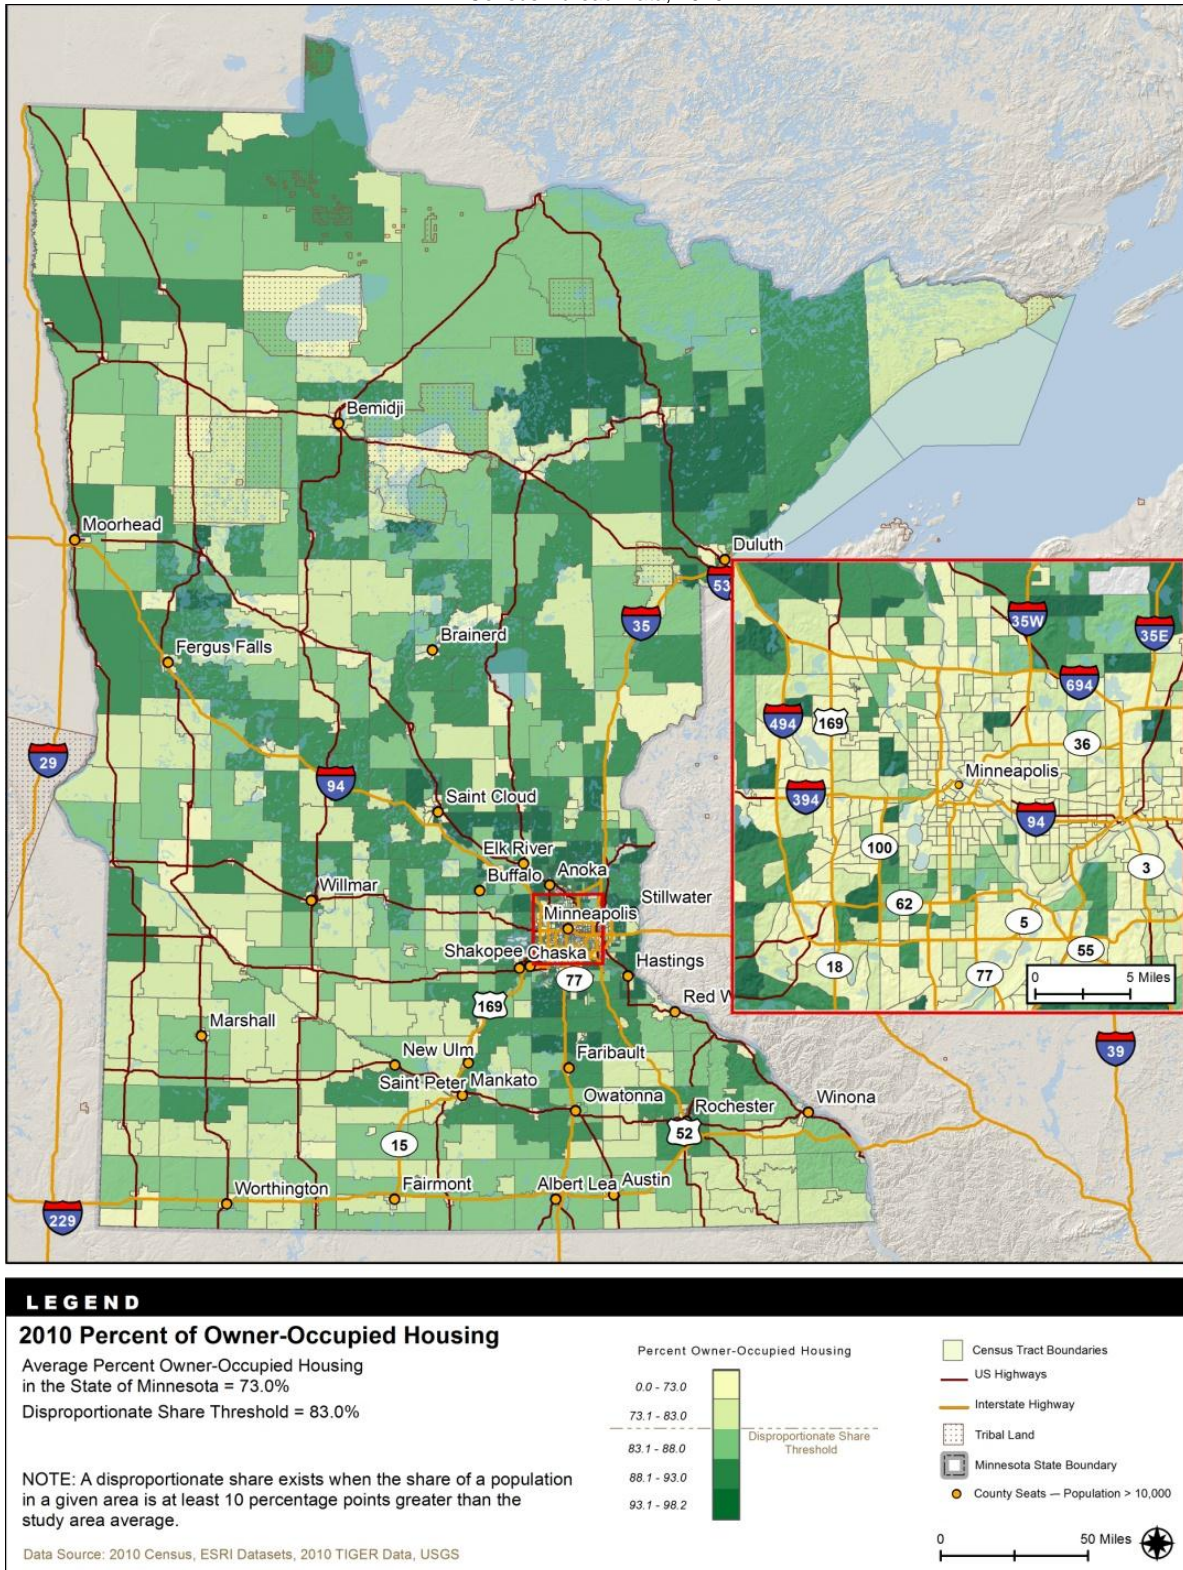 Bemidji
Moorhead
Duluth
53
35
Brainerd
Fergus Falls
29
94
Saint Cloud
Elk River
Buffalo
Anoka
Willmar
Stillwater
Minneapolis
Shakopee
Chaska
Hastings
77
169
Red W
Marshall
New Ulm
Faribault
Saint Peter
Mankato
Owatonna
Rochester
Winona
52
15
Worthington
Fairmont
Albert Lea
Austin
229
39
35W
35E
694
494
169
36
Minneapolis
394
94
100
3
62
5
55
18
77
0 5 Miles
LEGEND
2010 Percent of Owner-Occupied Housing
Average Percent Owner-Occupied Housing
in the State of Minnesota = 73.0%
Disproportionate Share Threshold = 83.0%
NOTE: A disproportionate share exists when the share of a population
in a given area is at least 10 percentage points greater than the
study area average.
Data Source: 2010 Census, ESRI Datasets, 2010 TIGER Data, USGS
Percent Owner-Occupied Housing
0.0 - 73.0
73.1 - 83.0
Disproportionate Share
Threshold
83.1 - 88.0
88.1 - 93.0
93.1 - 98.2
Census Tract Boundaries
US Highways
Interstate Highway
Tribal Land
Minnesota State Boundary
County Seats — Population > 10,000
0 50 Miles